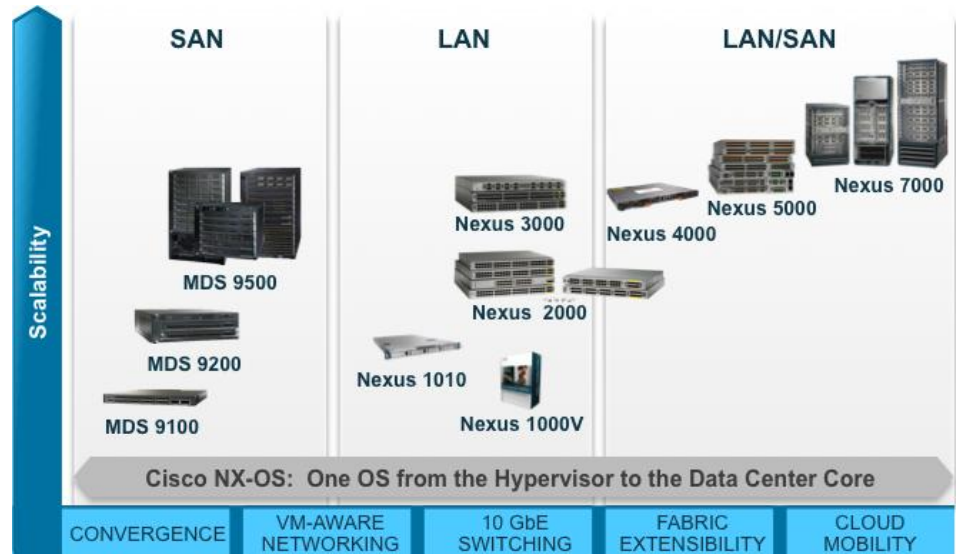 SAN
LAN
LAN/SAN
Scalability
Nexus 7000
Nexus 5000
Nexus 3000
Nexus 4000
MDS 9500
Nexus 2000
MDS 9200
Nexus 1010
MDS 9100
Nexus 1000V
Cisco NX-OS: One OS from the Hypervisor to the Data Center Core
CONVERGENCE
VM-AWARE
NETWORKING
10 GbE
SWITCHING
FABRIC
EXTENSIBILITY
CLOUD
MOBILITY